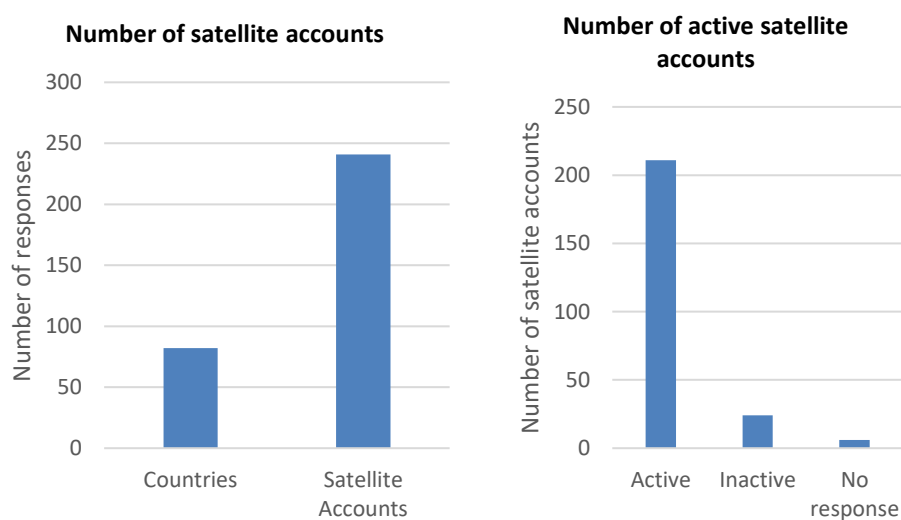 Number of satellite accounts
Number of responses
300
250
200
150
100
50
0
Countries
Satellite
Accounts
Number of active satellite
accounts
Number of satellite accounts
250
200
150
100
50
0
Active
Inactive
No
response